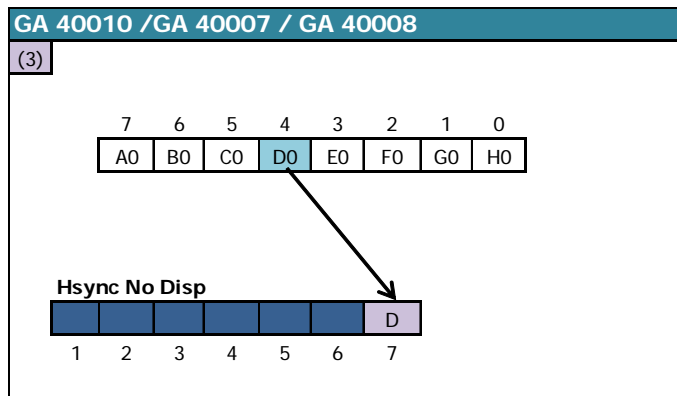 GA 40010 /GA 40007 / GA 40008
(3)
7 6 5 4 3 2 1 0
A0 B0 C0 D0 E0 F0 G0 H0
Hsync No Disp
D
1 2 3 4 5 6 7